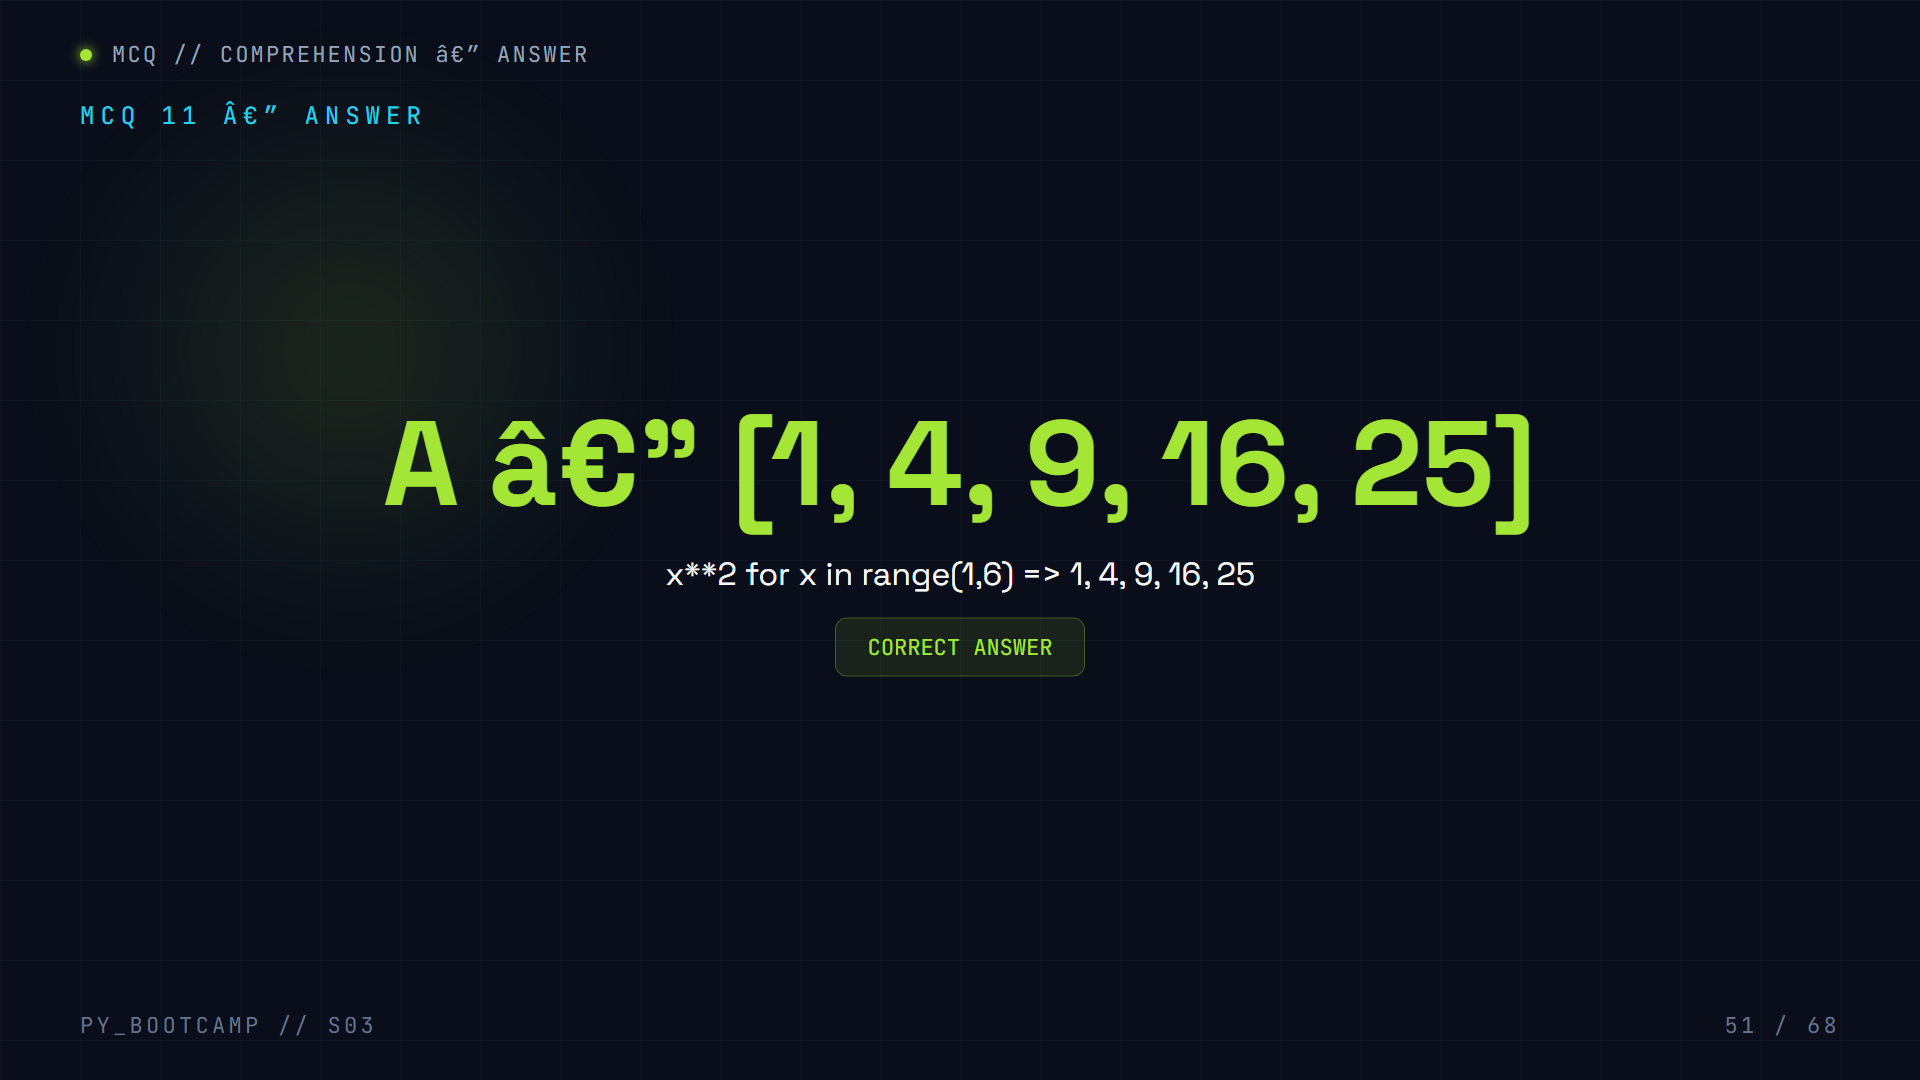 MCQ // COMPREHENSION â€” ANSWER
MCQ 11 Â€” ANSWER
A â€” [1, 4, 9, 16, 25]
x**2 for x in range(1,6) => 1, 4, 9, 16, 25
CORRECT ANSWER
PY_BOOTCAMP // S03
51 / 68